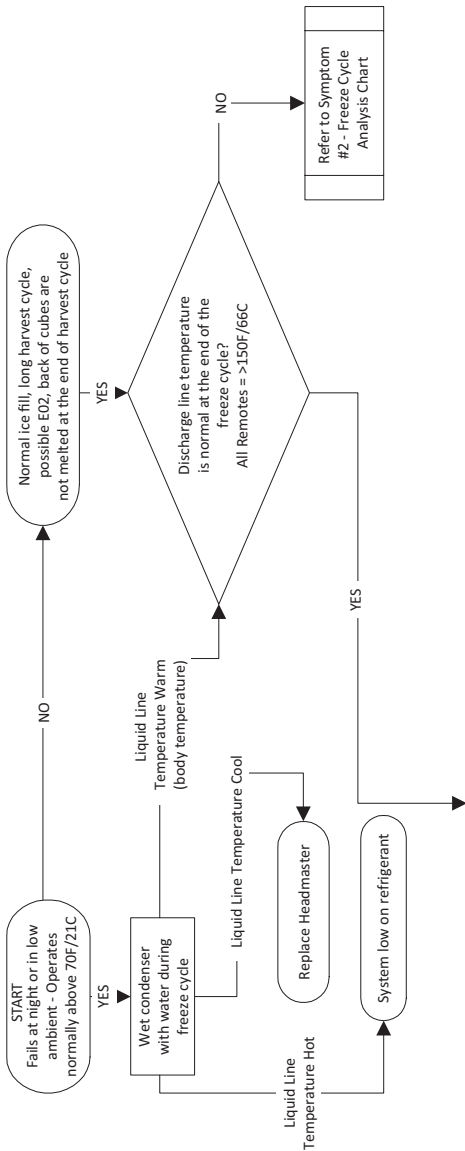 START
Fails at night or in low
ambient - Operates
normally above 70F/21C
NO
Normal ice fill, long harvest cycle,
possible E02, back of cubes are
not melted at the end of harvest cycle
YES
YES
Wet condenser
with water during
freeze cycle
Liquid Line
Temperature Warm
(body temperature)
Discharge line temperature
is normal at the end of the
freeze cycle?
All Remotes = >150F/66C
NO
Refer to Symptom
#2 - Freeze Cycle
Analysis Chart
Liquid Line Temperature Cool
Replace Headmaster
Liquid Line
Temperature Hot
System low on refrigerant
YES